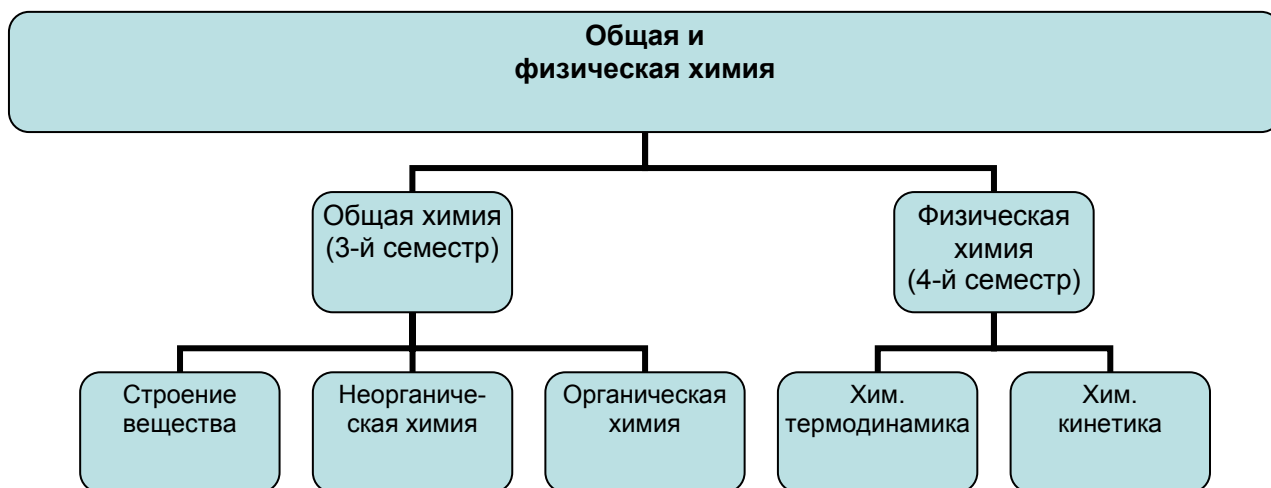 Общая и
физическая химия
Общая химия
(3-й семестр)
Физическая
химия
(4-й семестр)
Строение
вещества
Неорганиче-
ская химия
Органическая
химия
Хим.
термодинамика
Хим.
кинетика